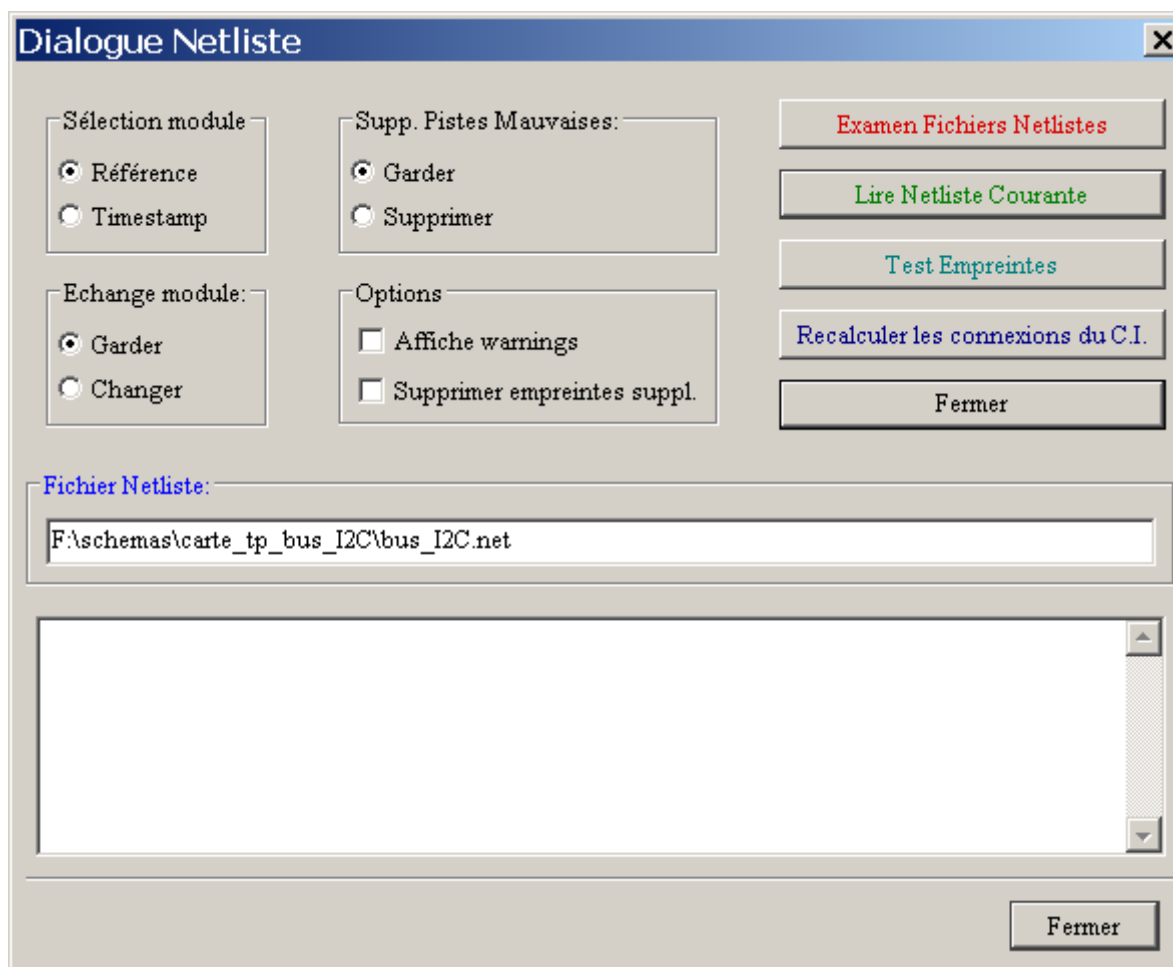 Dialogue Netliste
Sélection module
Référence
Timestamp
Supp. Pistes Mauvaises:
Garder
Supprimer
Examen Fichiers Netlistes
Lire Netliste Courante
Test Empreintes
Recalculer les connexions du C.I.
Fermer
Echange module:
Garder
Changer
Options
Affiche warnings
Supprimer empreintes suppl.
Fichier Netliste:
F:\schemas\carte_tp_bus_I2C\bus_I2C.net
Fermer